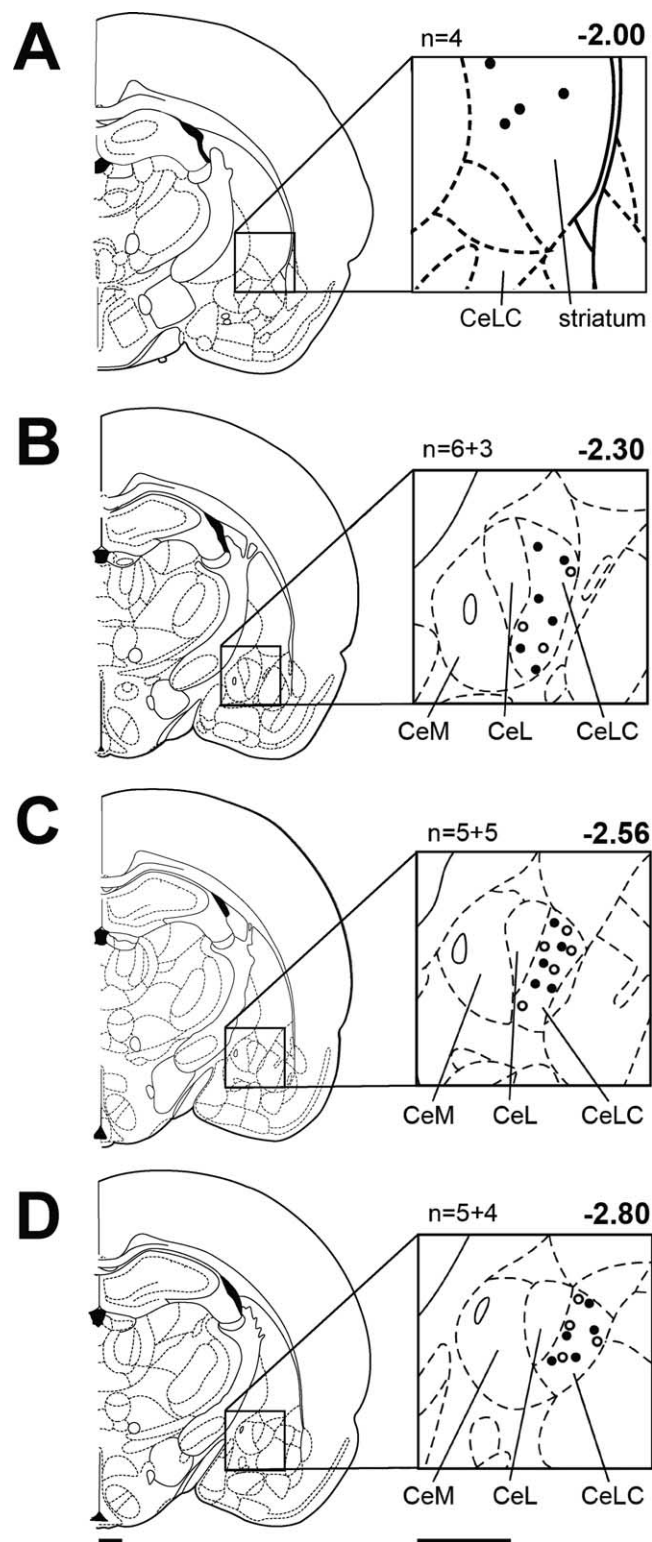 A
n=4 -2.00
CeLC striatum
B
n=6+3 -2.30
CeM CeL CeLC
C
n=5+5 -2.56
CeM CeL CeLC
D
n=5+4 -2.80
CeM CeL CeLC